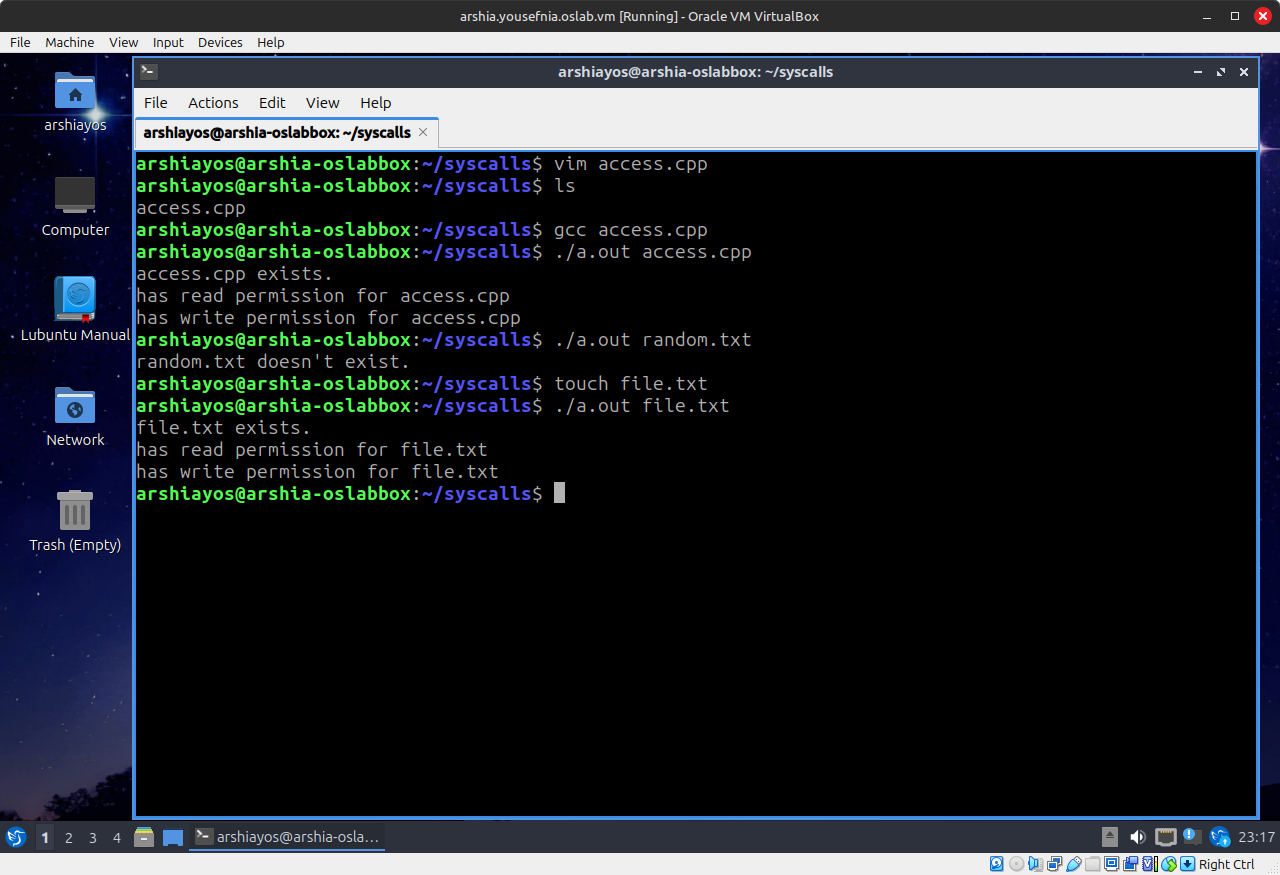 arshia.yousefnia.oslab.vm [Running] - Oracle VM VirtualBox
File Machine View Input Devices Help
arshiayos@arshia-oslabbox: ~/syscalls
File Actions Edit View Help
arshiayos@arshia-oslabbox: ~/syscalls
arshiayos@arshia-oslabbox:~/syscalls$ vim access.cpp
arshiayos@arshia-oslabbox:~/syscalls$ ls
access.cpp
arshiayos@arshia-oslabbox:~/syscalls$ gcc access.cpp
arshiayos@arshia-oslabbox:~/syscalls$ ./a.out access.cpp
access.cpp exists.
has read permission for access.cpp
has write permission for access.cpp
arshiayos@arshia-oslabbox:~/syscalls$ ./a.out random.txt
random.txt doesn't exist.
arshiayos@arshia-oslabbox:~/syscalls$ touch file.txt
arshiayos@arshia-oslabbox:~/syscalls$ ./a.out file.txt
file.txt exists.
has read permission for file.txt
has write permission for file.txt
arshiayos@arshia-oslabbox:~/syscalls$
arshiayos
Computer
Lubuntu Manual
Network
Trash (Empty)
1 2 3 4 arshiayos@arshia-osla... 23:17
Right Ctrl